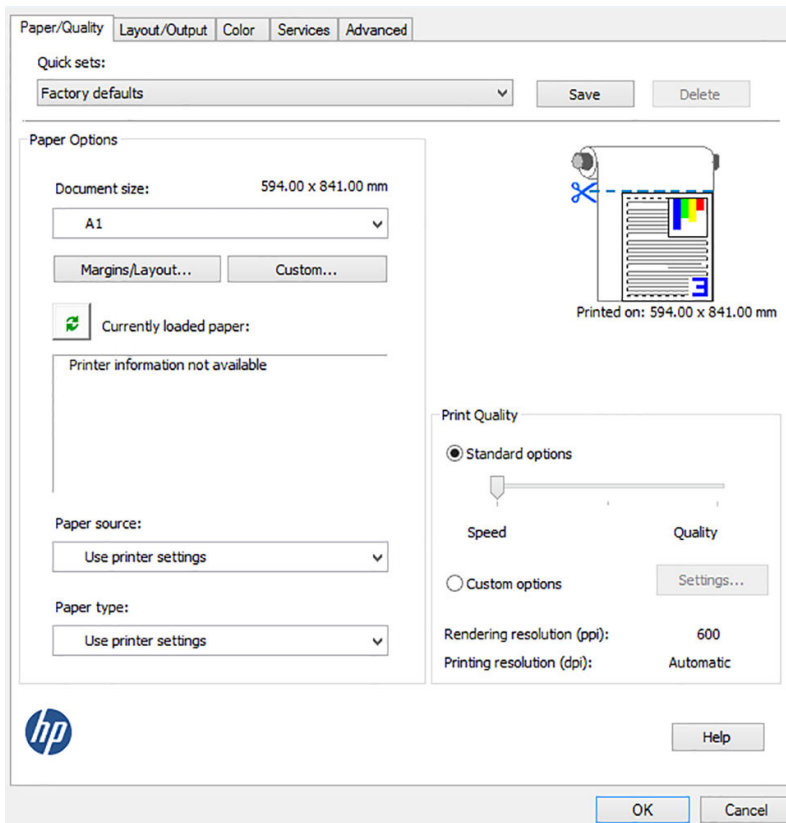 Paper/Quality Layout/Output Color Services Advanced
Quick sets:
Factory defaults
Save Delete
Paper Options
Document size: 594.00 x 841.00 mm
A1
Margins/Layout... Custom...
Currently loaded paper:
Printer information not available
Paper source:
Use printer settings
Paper type:
Use printer settings
Printed on: 594.00 x 841.00 mm
Print Quality
Standard options
Speed Quality
Custom options Settings...
Rendering resolution (ppi): 600
Printing resolution (dpi): Automatic
hp
Help
OK Cancel